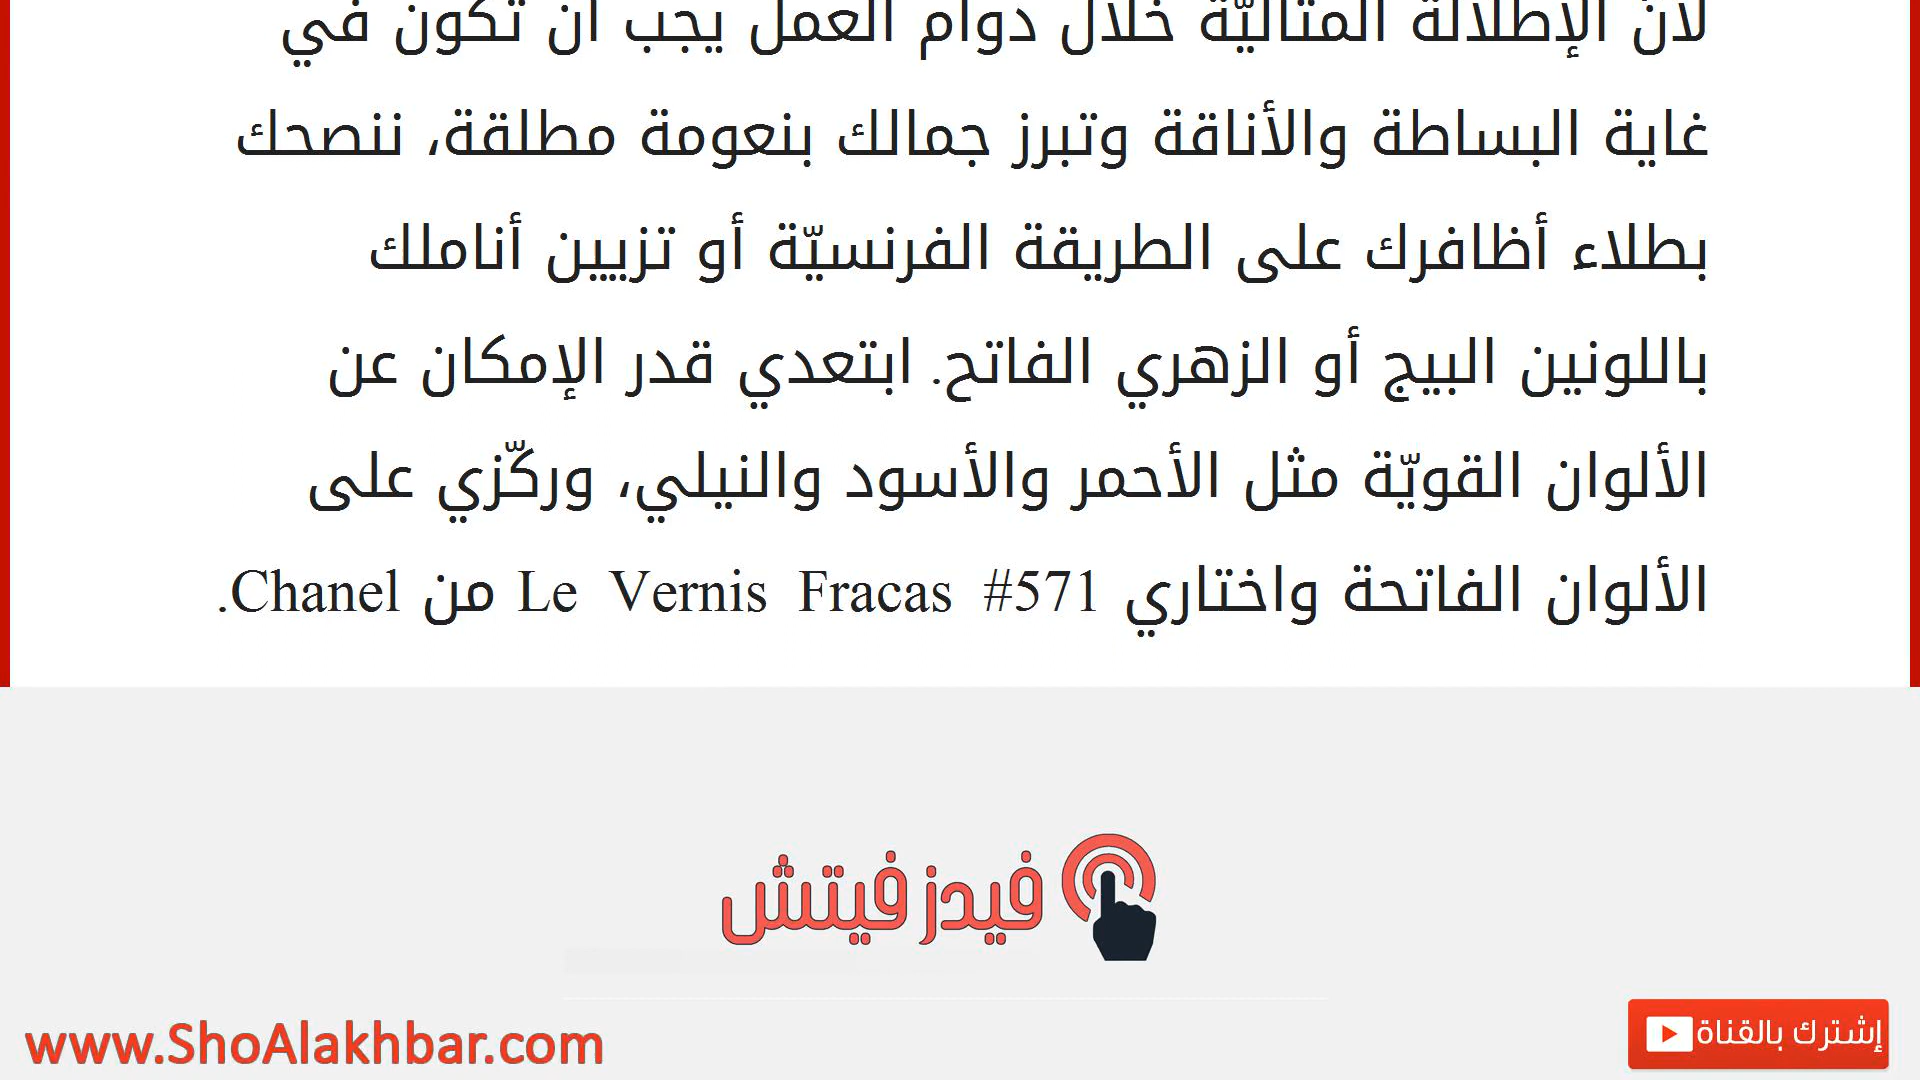 لأنّ الإطلالة المثاليّة خلال دوام العمل يجب أن تكون في
غاية البساطة والأناقة وتبرز جمالك بنعومة مطلقة، ننصحك
بطلاء أظافرك على الطريقة الفرنسيّة أو تزيين أناملك
باللونين البيج أو الزهري الفاتح. ابتعدي قدر الإمكان عن
الألوان القويّة مثل الأحمر والأسود والنيلي، وركّزي على
الألوان الفاتحة واختاري Le Vernis Fracas #571 من Chanel.
فيدز فيتش
www.ShoAlakhbar.com
إشترك بالقناة